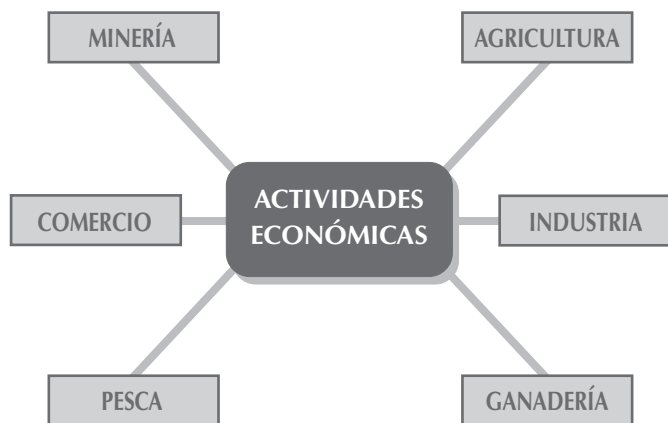 MINERÍA
AGRICULTURA
ACTIVIDADES
ECONÓMICAS
COMERCIO
INDUSTRIA
PESCA
GANADERÍA